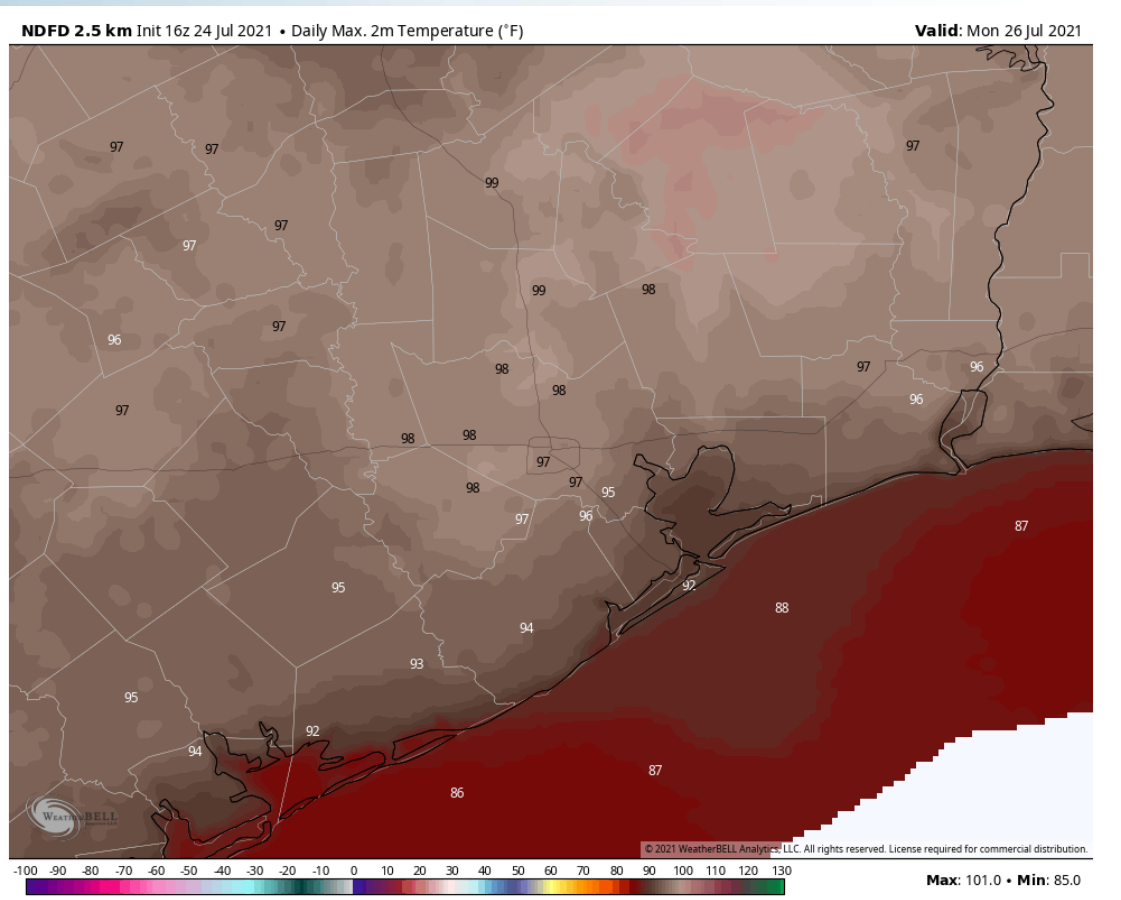 NDFD 2.5 km Init 16z 24 Jul 2021 • Daily Max. 2m Temperature (˚F) Valid: Mon 26 Jul 2021
97 97 97
99
97
97
99 98
97
96
98 97 96
98 96
97
98 98
97
98 97 95
97 96
87
95 92
88
94
93
95
92
94
87
86
WEATHERBELL
© 2021 WeatherBELL Analytics, LLC. All rights reserved. License required for commercial distribution.
-100 -90 -80 -70 -60 -50 -40 -30 -20 -10 0 10 20 30 40 50 60 70 80 90 100 110 120 130
Max: 101.0 • Min: 85.0